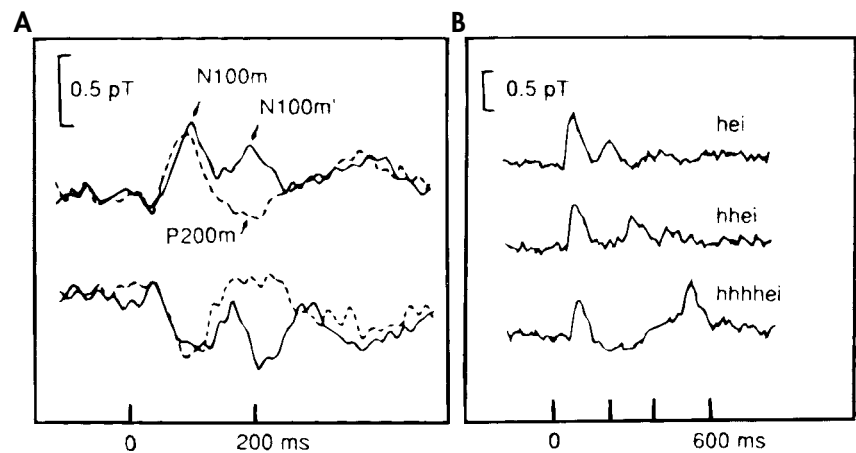 A
0.5 pT
N100m
N100m'
P200m
0
200 ms
B
0.5 pT
hei
hhei
hhhhei
0
600 ms